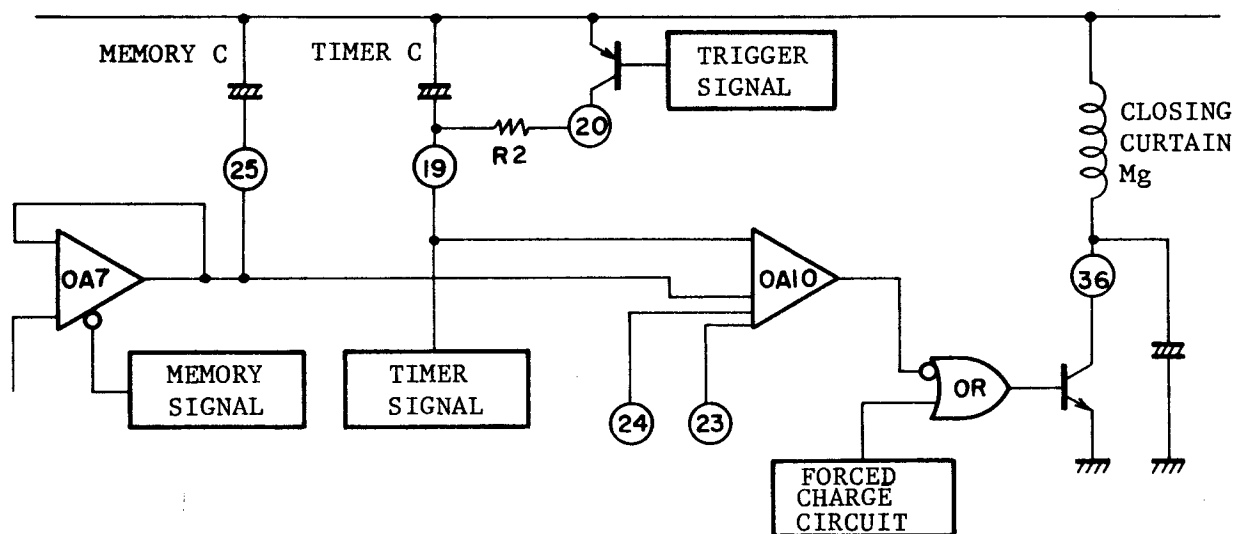 MEMORY C
TIMER C
TRIGGER
SIGNAL
20
R2
CLOSING
CURTAIN
Mg
25
19
OA7
OA10
36
MEMORY
SIGNAL
TIMER
SIGNAL
24
23
OR
FORCED
CHARGE
CIRCUIT